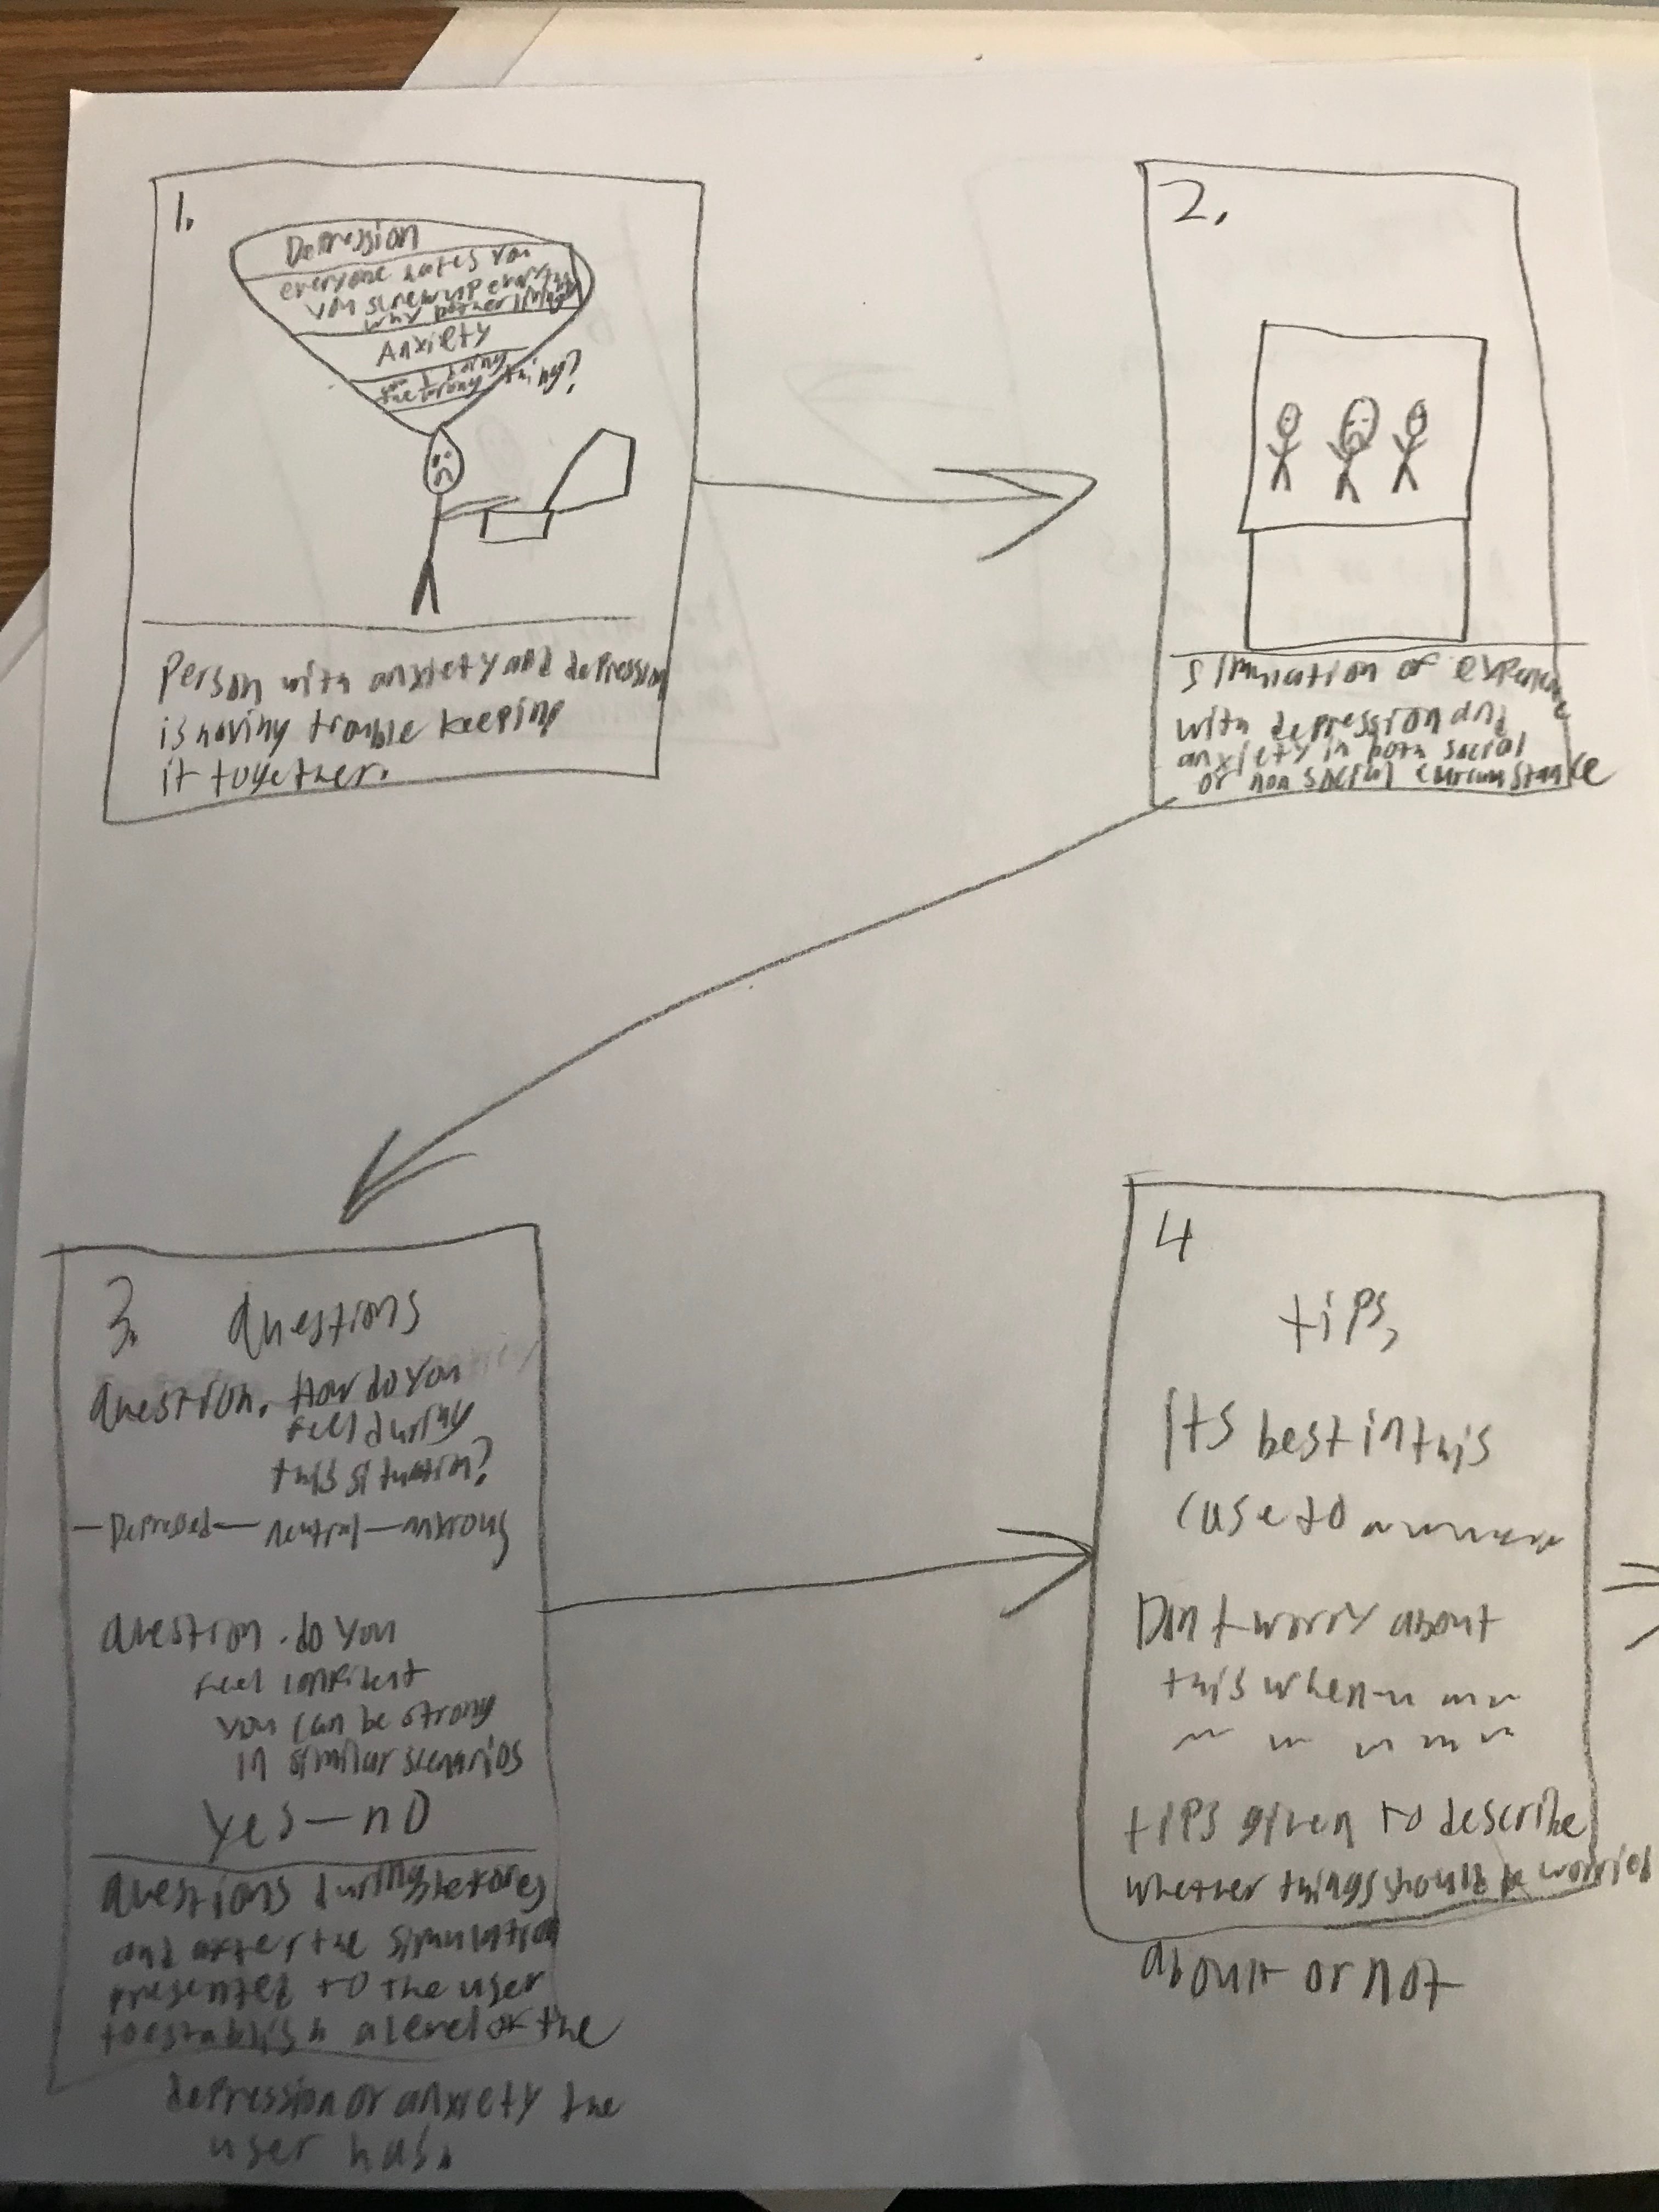 1.
Depression
everyone hates you
you screw up everything
why bother
Anxiety
the wrong thing?
Person with anxiety and depression
is having trouble keeping
it together.
2.
Simulation of experience
with depression and
anxiety in both social
or non social circumstance
3. Questions
Question. How do you
feel during
this situation?
— Depressed — neutral — anxious
Question. do you
feel confident
you can be strong
in similar scenarios
Yes — no
Questions during, before,
and after the simulation
presented to the user
to establish a level of the
depression or anxiety the
user has.
4
tips,
Its best in this
case to
Dont worry about
this when
tips given to describe
whether things should be worried
about or not